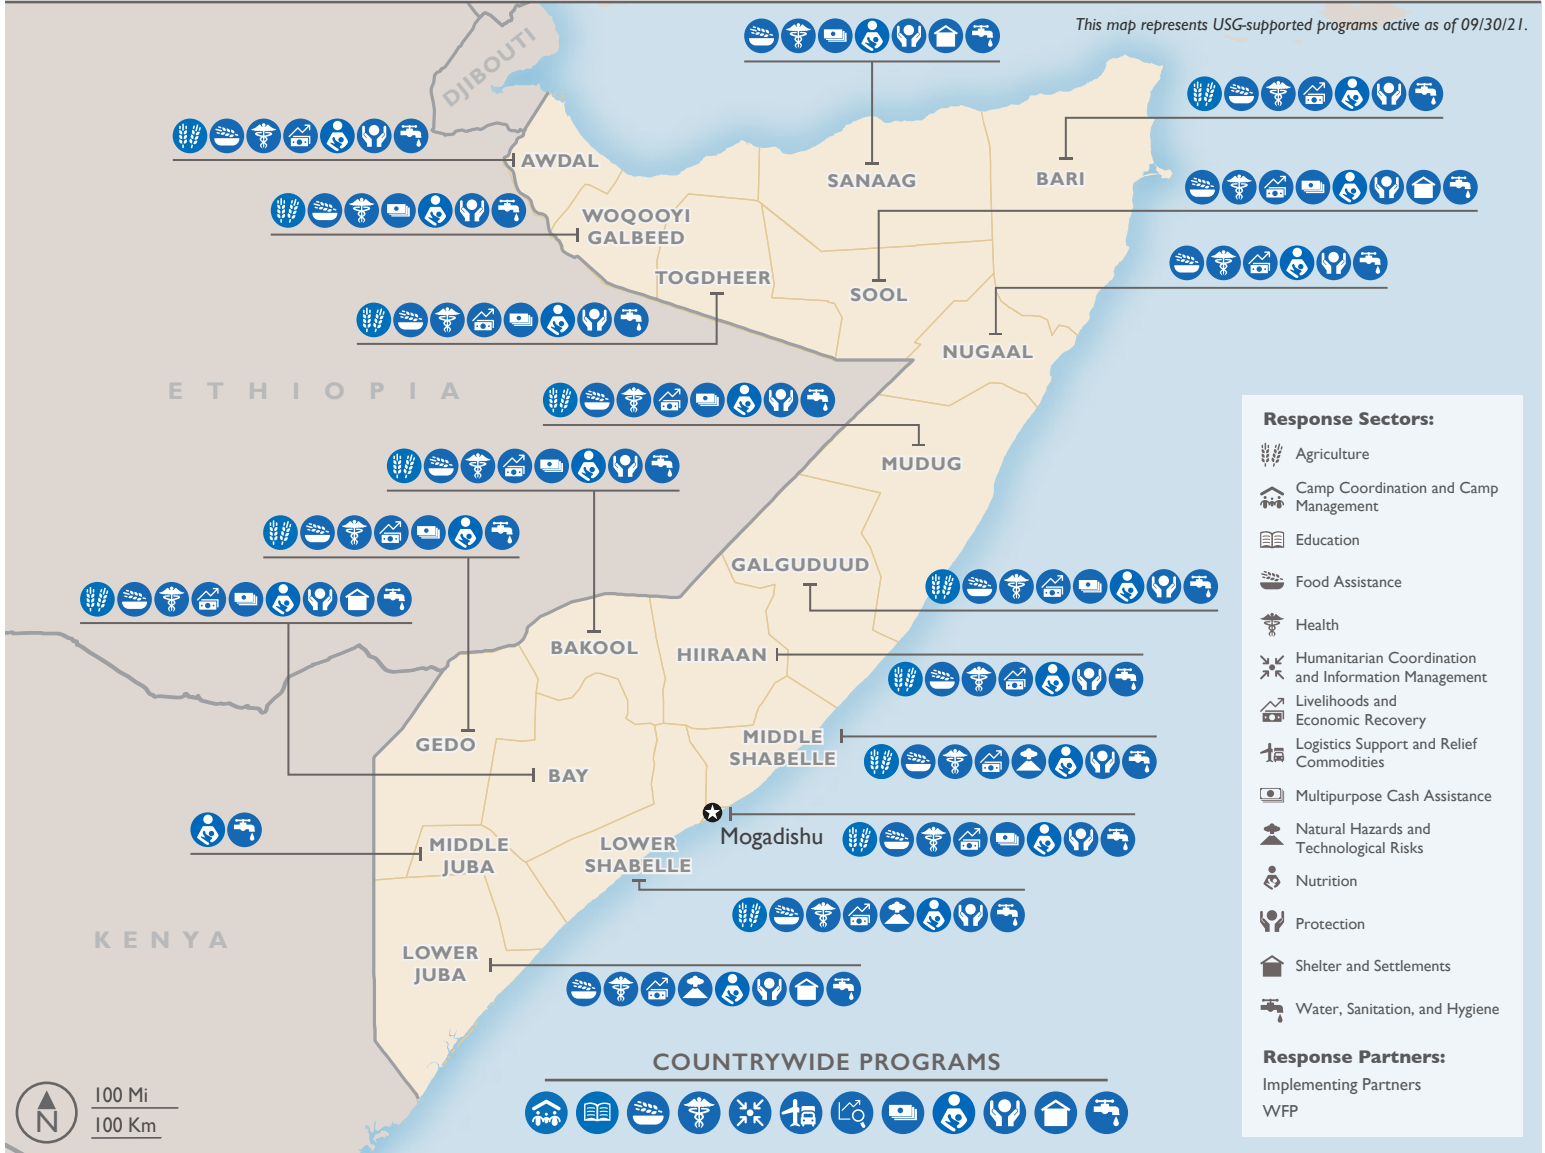 This map represents USG-supported programs active as of 09/30/21.
DJIBOUTI
AWDAL
SANAAG
BARI
WOQOOYI
GALBEED
TOGDHEER
SOOL
NUGAAL
ETHIOPIA
MUDUG
GALGUDUUD
BAKOOL
HIIRAAN
GEDO
MIDDLE
SHABELLE
BAY
Mogadishu
MIDDLE
JUBA
LOWER
SHABELLE
KENYA
LOWER
JUBA
COUNTRYWIDE PROGRAMS
N
100 Mi
100 Km
Response Sectors:
Agriculture
Camp Coordination and Camp
Management
Education
Food Assistance
Health
Humanitarian Coordination
and Information Management
Livelihoods and
Economic Recovery
Logistics Support and Relief
Commodities
Multipurpose Cash Assistance
Natural Hazards and
Technological Risks
Nutrition
Protection
Shelter and Settlements
Water, Sanitation, and Hygiene
Response Partners:
Implementing Partners
WFP